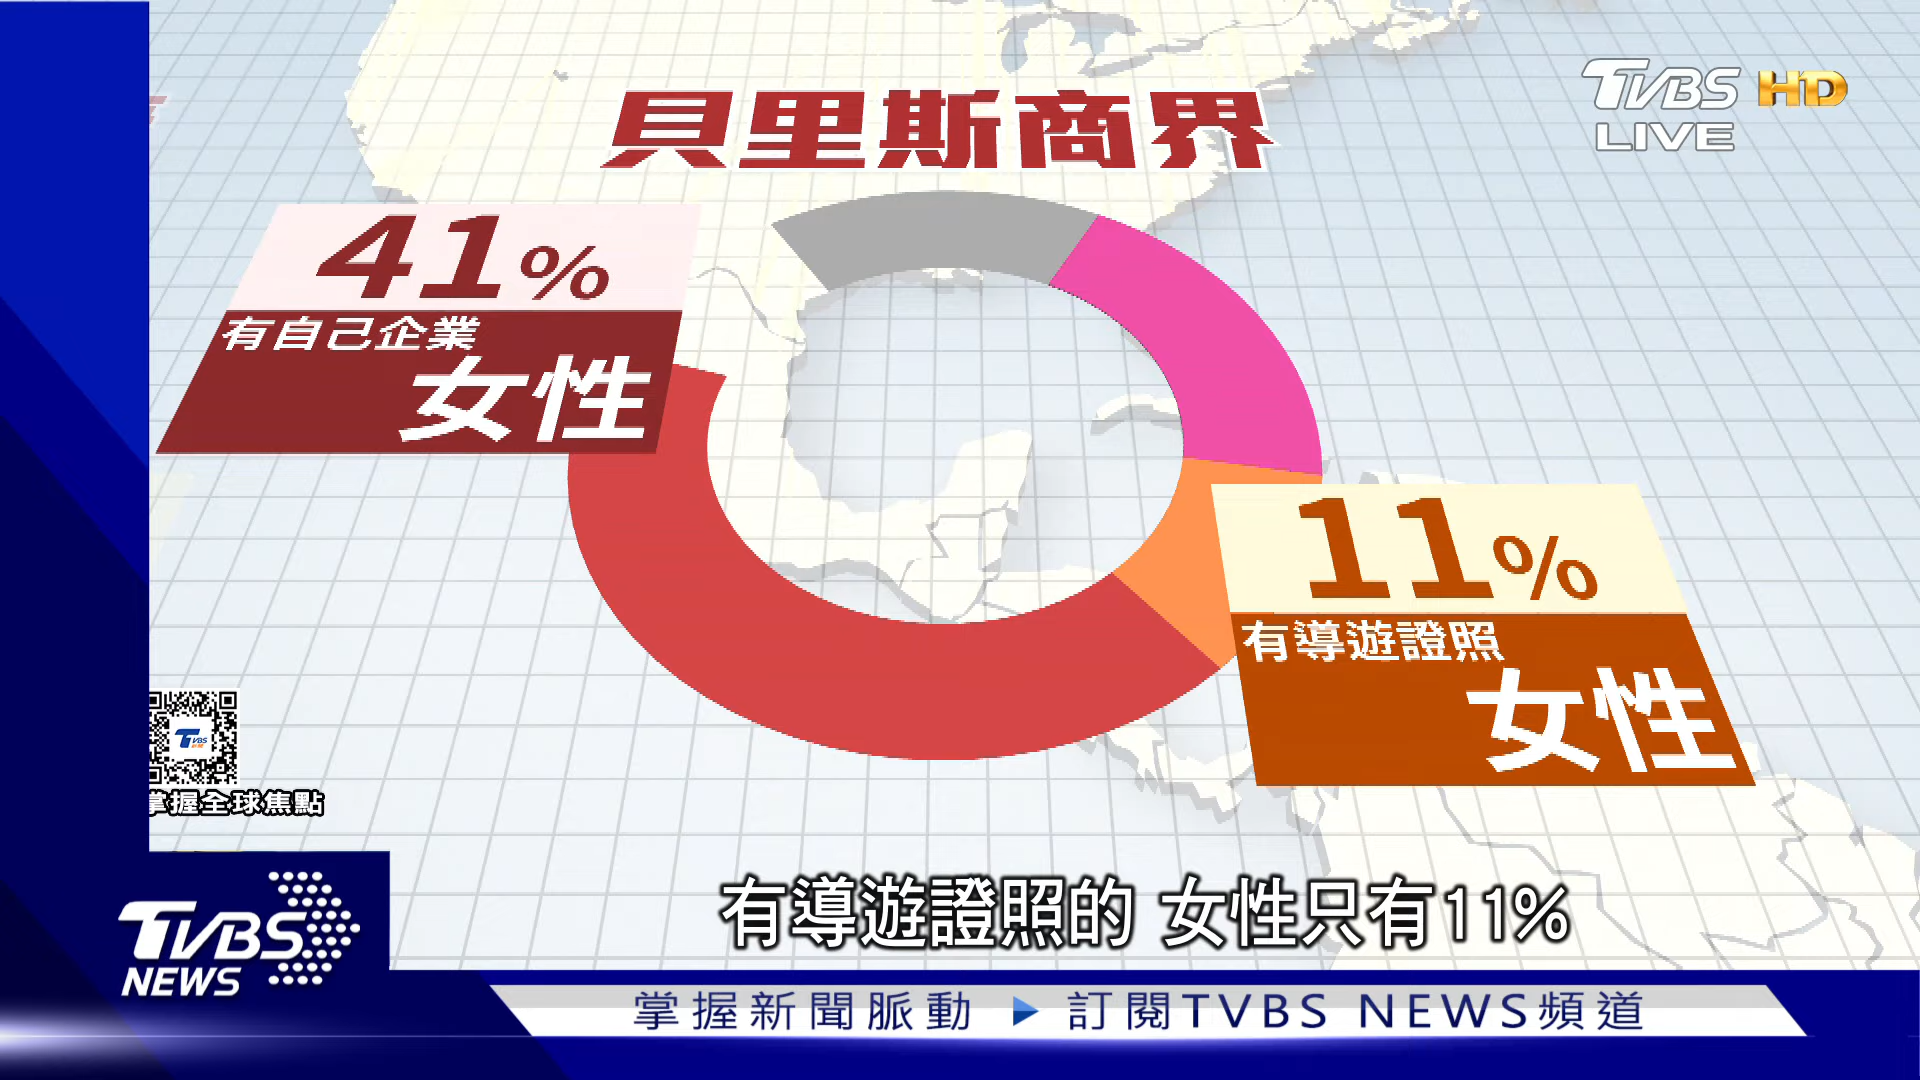 TVBS HD
LIVE
貝里斯商界
41%
有自己企業
女性
11%
有導遊證照
女性
TVBS
掌握全球焦點
有導遊證照的 女性只有11%
TVBS
NEWS
掌握新聞脈動 訂閱TVBS NEWS頻道